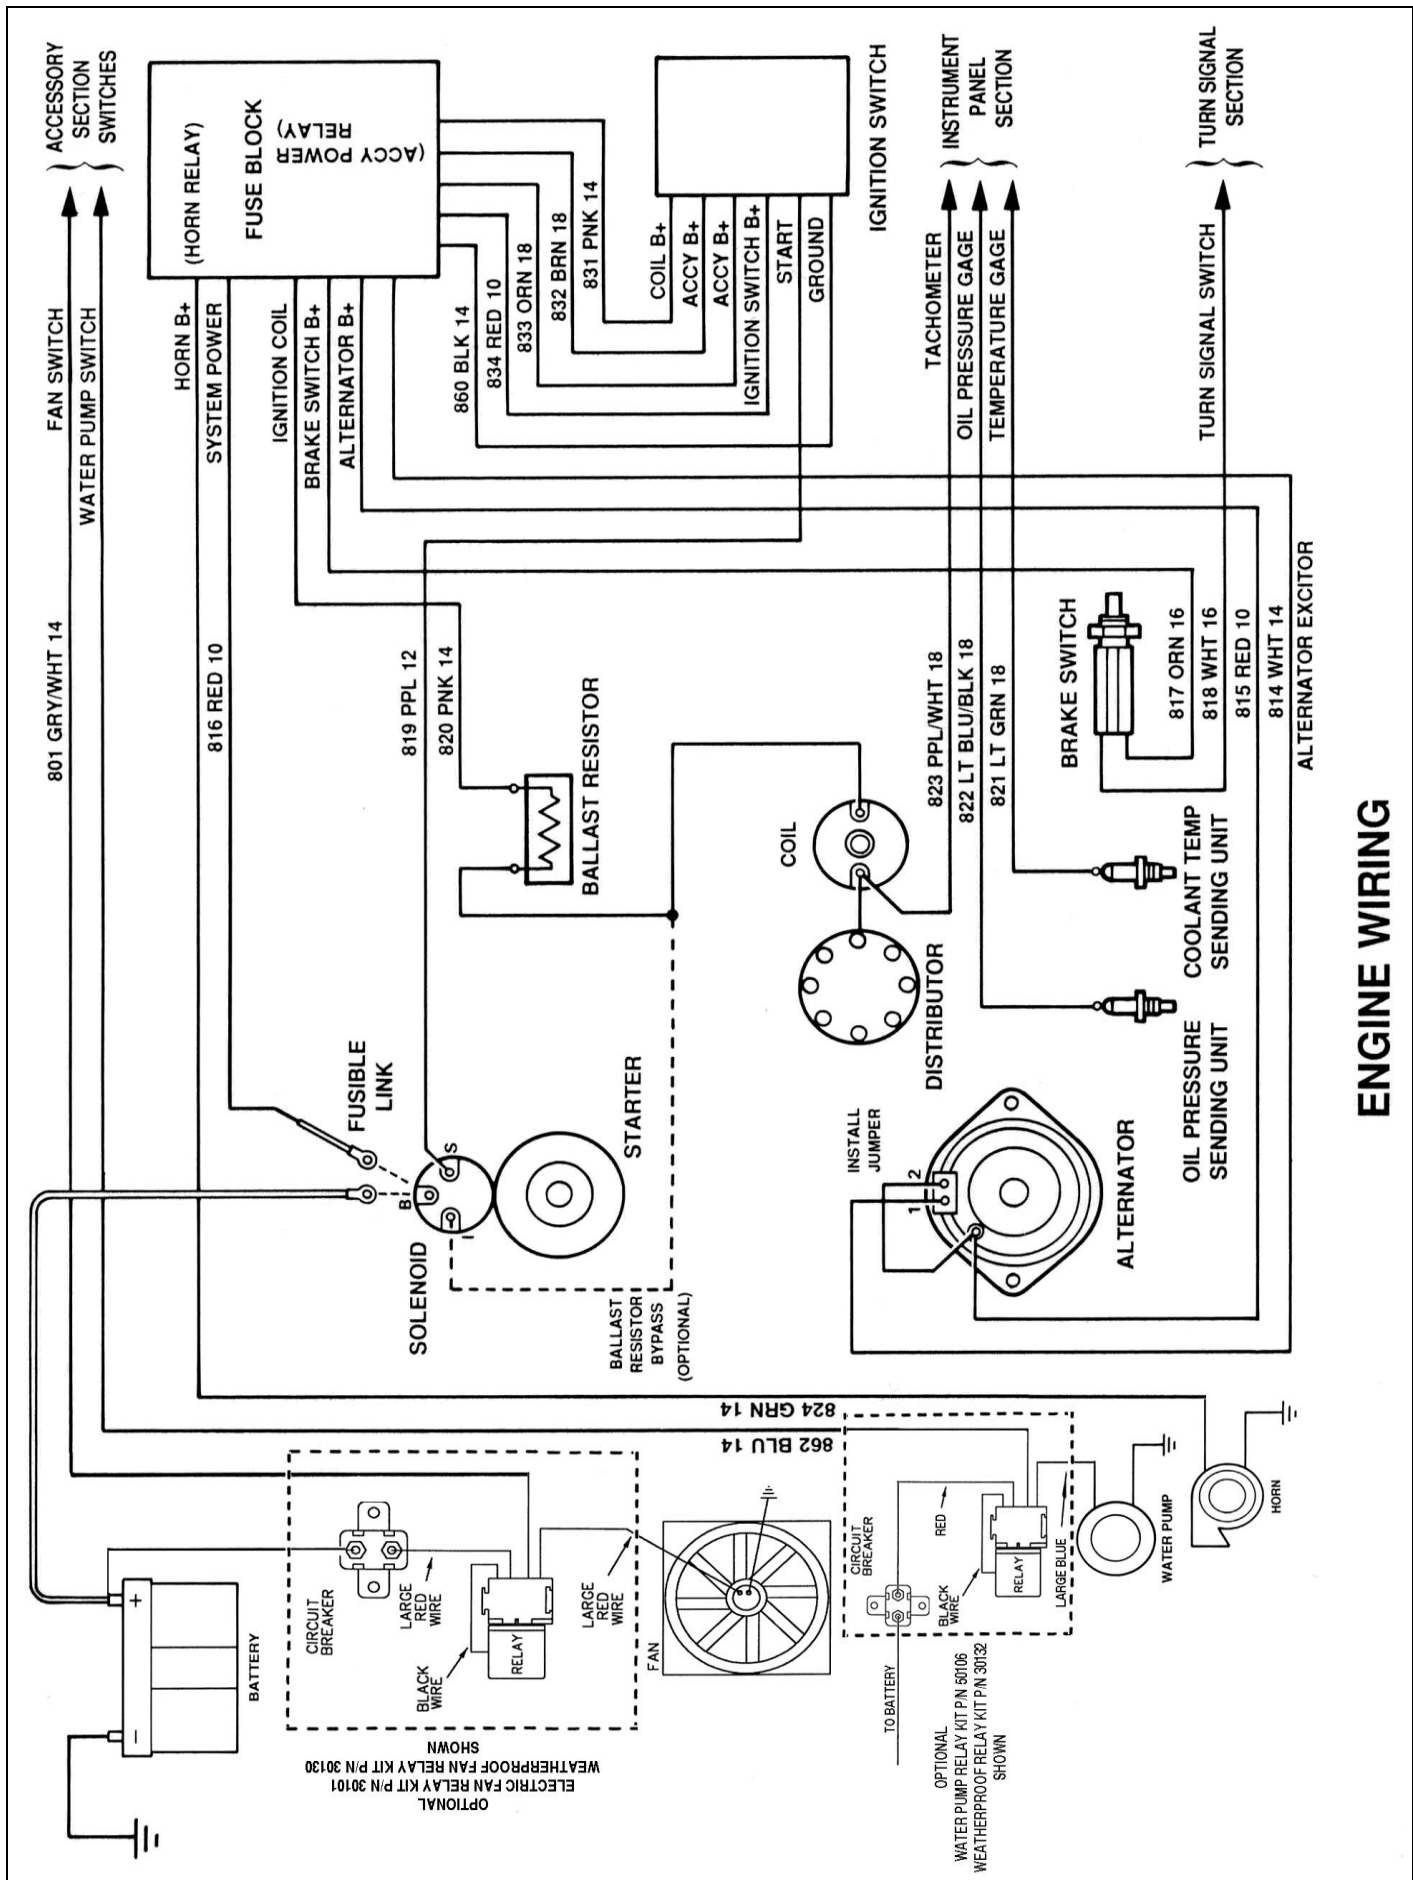 ACCESSORY
SECTION
SWITCHES
FAN SWITCH
WATER PUMP SWITCH
801 GRY/WHT 14
(HORN RELAY)
FUSE BLOCK
(ACCY POWER
RELAY)
HORN B+
SYSTEM POWER
IGNITION COIL
BRAKE SWITCH B+
ALTERNATOR B+
860 BLK 14
834 RED 10
833 ORN 18
832 BRN 18
831 PNK 14
COIL B+
ACCY B+
ACCY B+
IGNITION SWITCH B+
START
GROUND
IGNITION SWITCH
INSTRUMENT
PANEL
SECTION
TACHOMETER
OIL PRESSURE GAGE
TEMPERATURE GAGE
TURN SIGNAL
SECTION
TURN SIGNAL SWITCH
816 RED 10
819 PPL 12
820 PNK 14
BALLAST RESISTOR
COIL
823 PPL/WHT 18
822 LT BLU/BLK 18
821 LT GRN 18
BRAKE SWITCH
817 ORN 16
818 WHT 16
815 RED 10
814 WHT 14
ALTERNATOR EXCITOR
FUSIBLE
LINK
S
B
I
SOLENOID
STARTER
BALLAST
RESISTOR
BYPASS
(OPTIONAL)
DISTRIBUTOR
INSTALL
JUMPER
1 2
ALTERNATOR
OIL PRESSURE
SENDING UNIT
COOLANT TEMP
SENDING UNIT
ENGINE WIRING
824 GRN 14
862 BLU 14
+
-
BATTERY
CIRCUIT
BREAKER
LARGE
RED
WIRE
BLACK
WIRE
RELAY
LARGE
RED
WIRE
FAN
OPTIONAL
ELECTRIC FAN RELAY KIT P/N 30101
WEATHERPROOF FAN RELAY KIT P/N 30130
SHOWN
CIRCUIT
BREAKER
RED
BLACK
WIRE
RELAY
LARGE BLUE
TO BATTERY
WATER PUMP
HORN
OPTIONAL
WATER PUMP RELAY KIT P/N 50106
WEATHERPROOF RELAY KIT P/N 30132
SHOWN